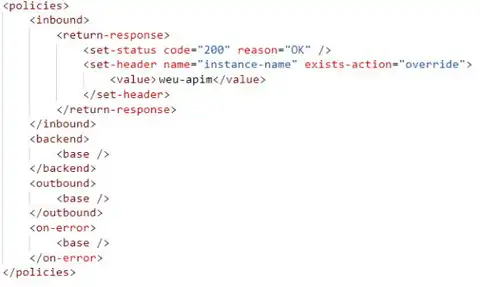 <policies>
    <inbound>
        <return-response>
            <set-status code="200" reason="OK" />
            <set-header name="instance-name" exists-action="override">
                <value>weu-apim</value>
            </set-header>
        </return-response>
    </inbound>
    <backend>
        <base />
    </backend>
    <outbound>
        <base />
    </outbound>
    <on-error>
        <base />
    </on-error>
</policies>